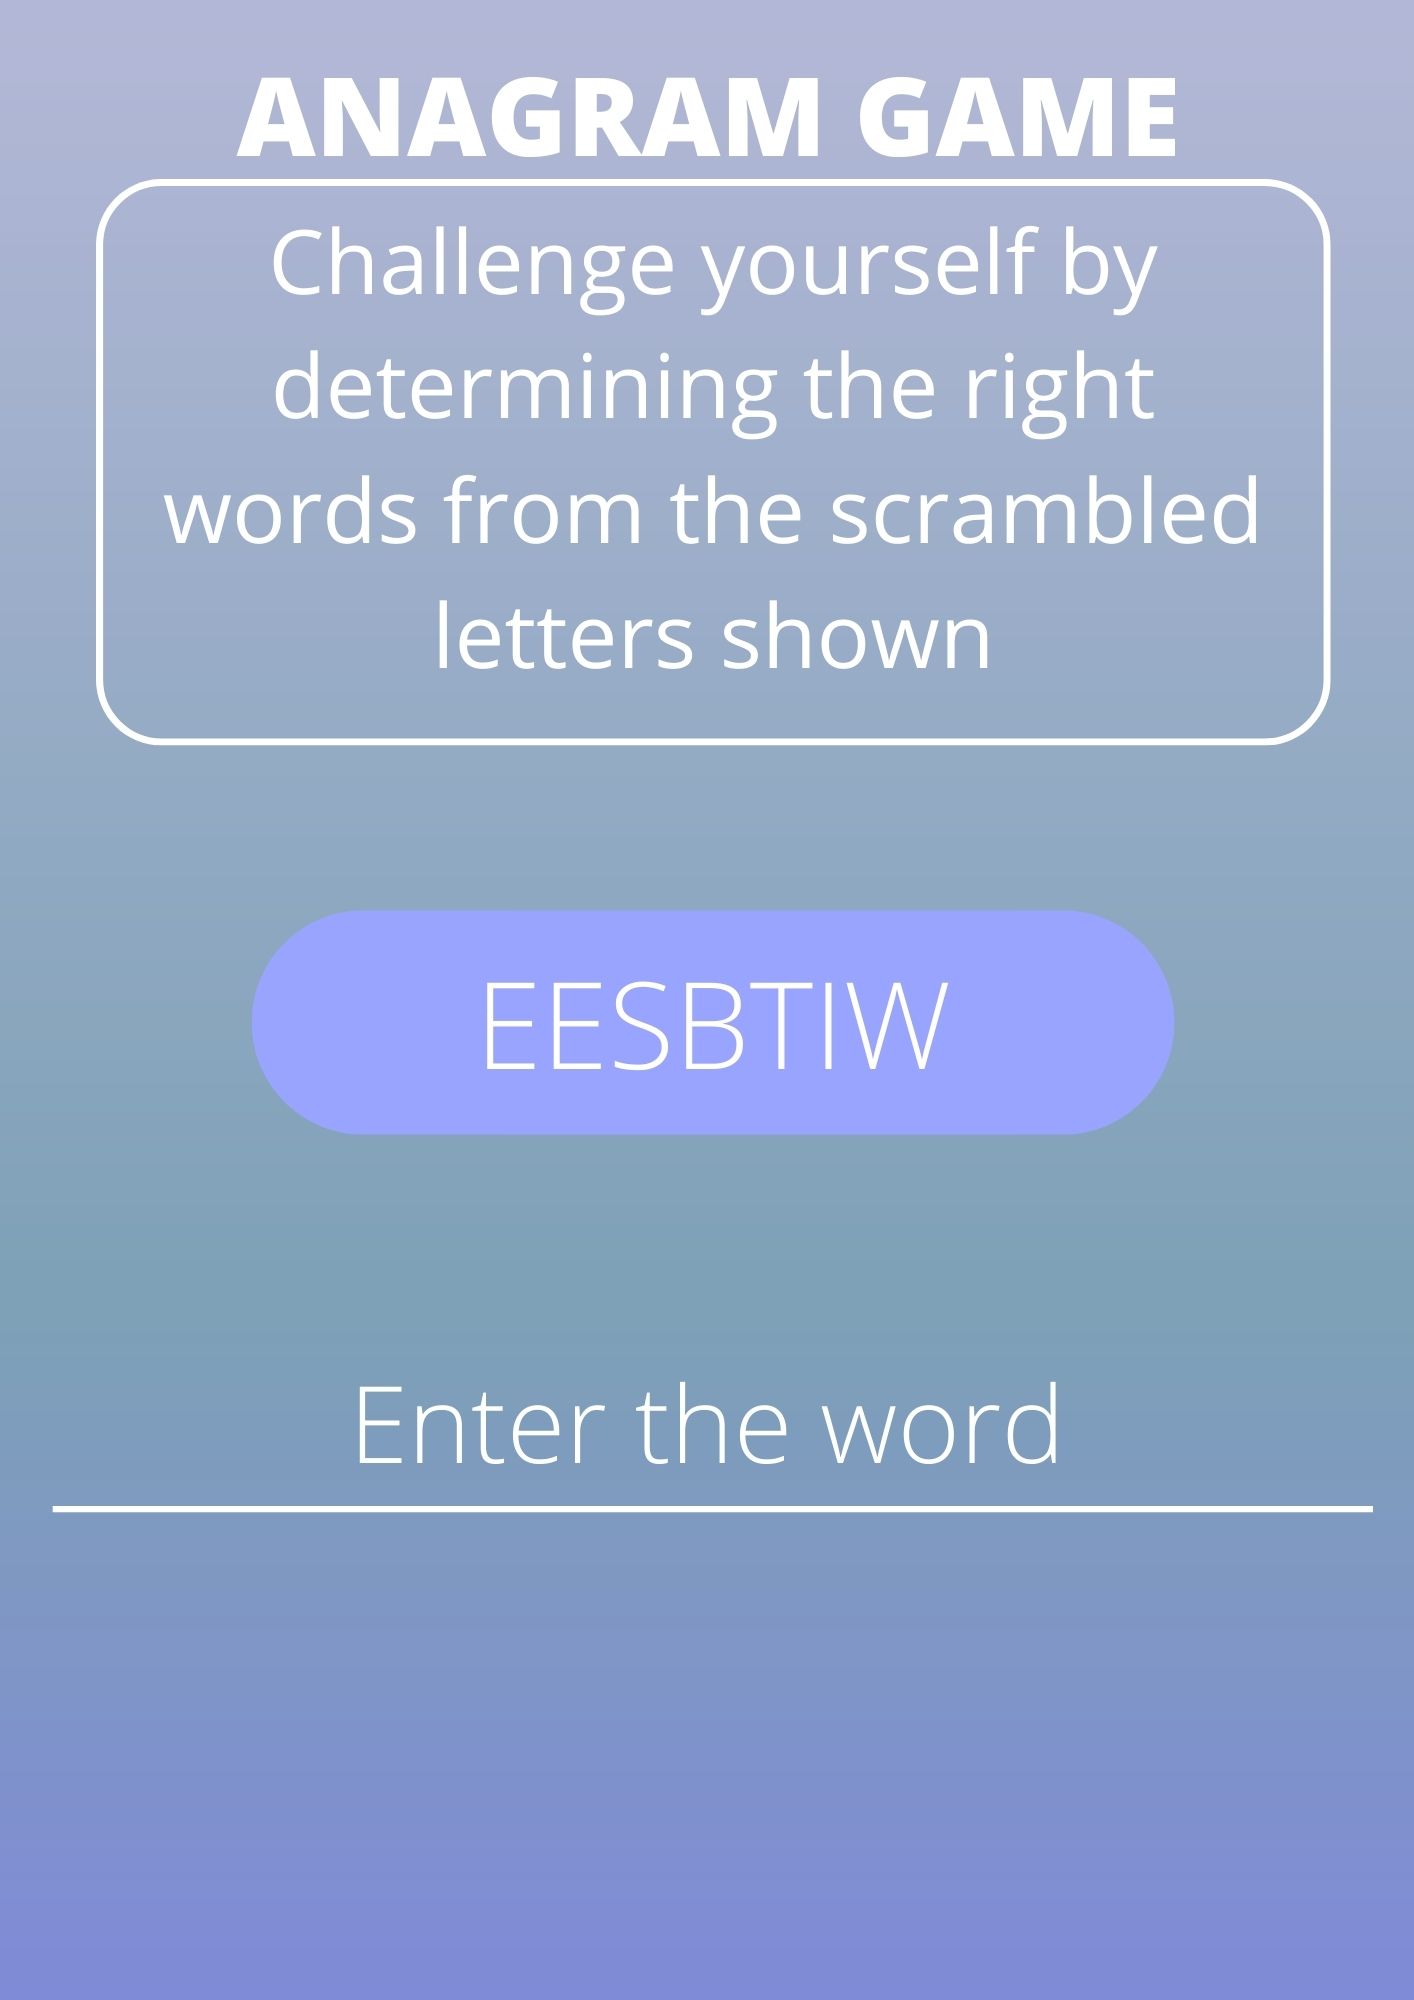 ANAGRAM GAME
Challenge yourself by
determining the right
words from the scrambled
letters shown
EESBTIW
Enter the word